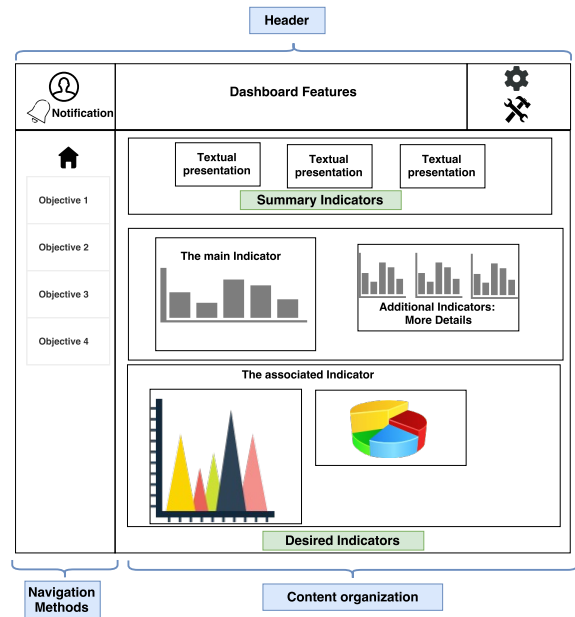 Header
Notification
Dashboard Features
Objective 1
Objective 2
Objective 3
Objective 4
Textual
presentation
Textual
presentation
Textual
presentation
Summary Indicators
The main Indicator
Additional Indicators:
More Details
The associated Indicator
Desired Indicators
Navigation
Methods
Content organization